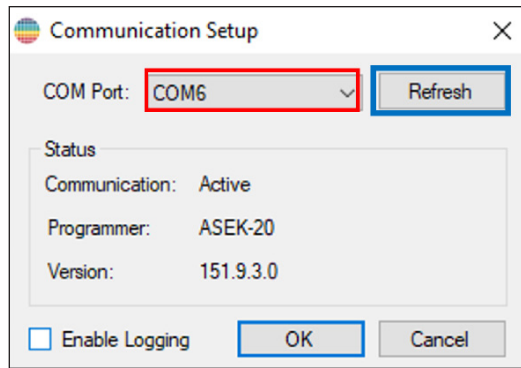 Communication Setup
COM Port: COM6 Refresh
Status
Communication: Active
Programmer: ASEK-20
Version: 151.9.3.0
Enable Logging OK Cancel